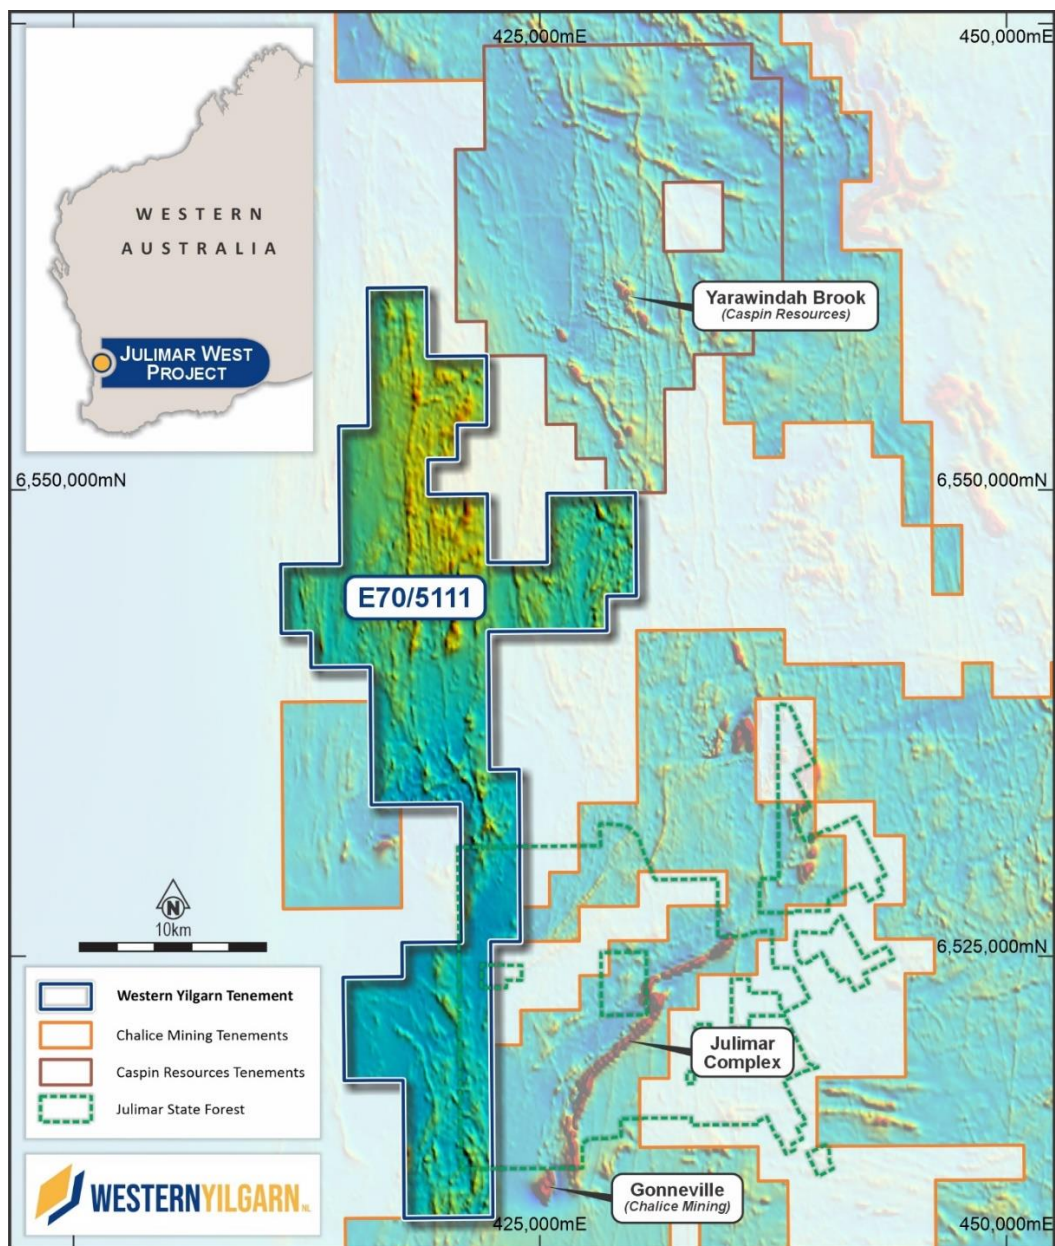 425,000mE
450,000mE
WESTERN
AUSTRALIA
JULIMAR WEST
PROJECT
Yarawindah Brook
(Caspin Resources)
6,550,000mN
6,550,000mN
E70/5111
N
10km
6,525,000mN
Western Yilgarn Tenement
Chalice Mining Tenements
Caspin Resources Tenements
Julimar State Forest
Julimar
Complex
WESTERNYILGARN NL
Gonneville
(Chalice Mining)
425,000mE
450,000mE